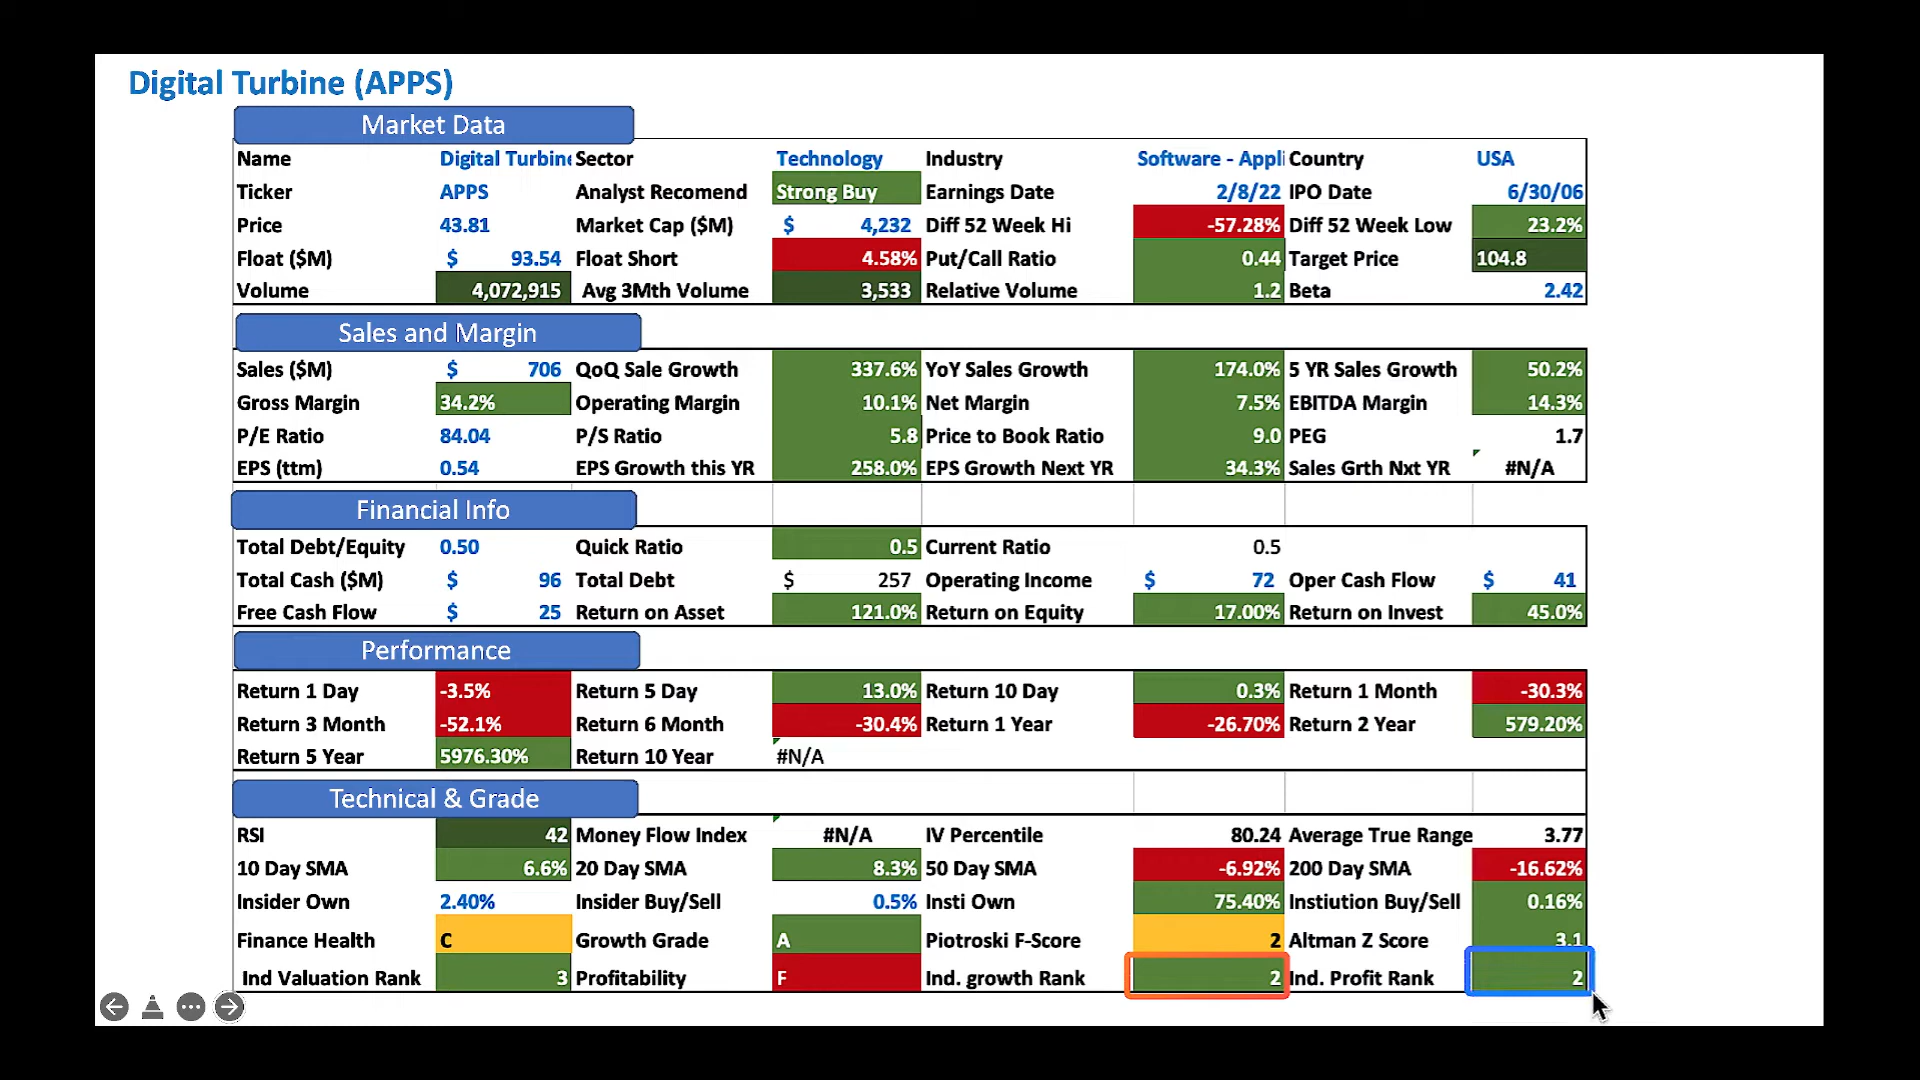 Digital Turbine (APPS)
Market Data
Name Digital Turbine Sector Technology Industry Software - Appli Country USA
Ticker APPS Analyst Recomend Strong Buy Earnings Date 2/8/22 IPO Date 6/30/06
Price 43.81 Market Cap ($M) $ 4,232 Diff 52 Week Hi -57.28% Diff 52 Week Low 23.2%
Float ($M) $ 93.54 Float Short 4.58% Put/Call Ratio 0.44 Target Price 104.8
Volume 4,072,915 Avg 3Mth Volume 3,533 Relative Volume 1.2 Beta 2.42
Sales and Margin
Sales ($M) $ 706 QoQ Sale Growth 337.6% YoY Sales Growth 174.0% 5 YR Sales Growth 50.2%
Gross Margin 34.2% Operating Margin 10.1% Net Margin 7.5% EBITDA Margin 14.3%
P/E Ratio 84.04 P/S Ratio 5.8 Price to Book Ratio 9.0 PEG 1.7
EPS (ttm) 0.54 EPS Growth this YR 258.0% EPS Growth Next YR 34.3% Sales Grth Nxt YR #N/A
Financial Info
Total Debt/Equity 0.50 Quick Ratio 0.5 Current Ratio 0.5
Total Cash ($M) $ 96 Total Debt $ 257 Operating Income $ 72 Oper Cash Flow $ 41
Free Cash Flow $ 25 Return on Asset 121.0% Return on Equity 17.00% Return on Invest 45.0%
Performance
Return 1 Day -3.5% Return 5 Day 13.0% Return 10 Day 0.3% Return 1 Month -30.3%
Return 3 Month -52.1% Return 6 Month -30.4% Return 1 Year -26.70% Return 2 Year 579.20%
Return 5 Year 5976.30% Return 10 Year #N/A
Technical & Grade
RSI 42 Money Flow Index #N/A IV Percentile 80.24 Average True Range 3.77
10 Day SMA 6.6% 20 Day SMA 8.3% 50 Day SMA -6.92% 200 Day SMA -16.62%
Insider Own 2.40% Insider Buy/Sell 0.5% Insti Own 75.40% Instiution Buy/Sell 0.16%
Finance Health C Growth Grade A Piotroski F-Score 2 Altman Z Score 3.1
Ind Valuation Rank 3 Profitability F Ind. growth Rank 2 Ind. Profit Rank 2